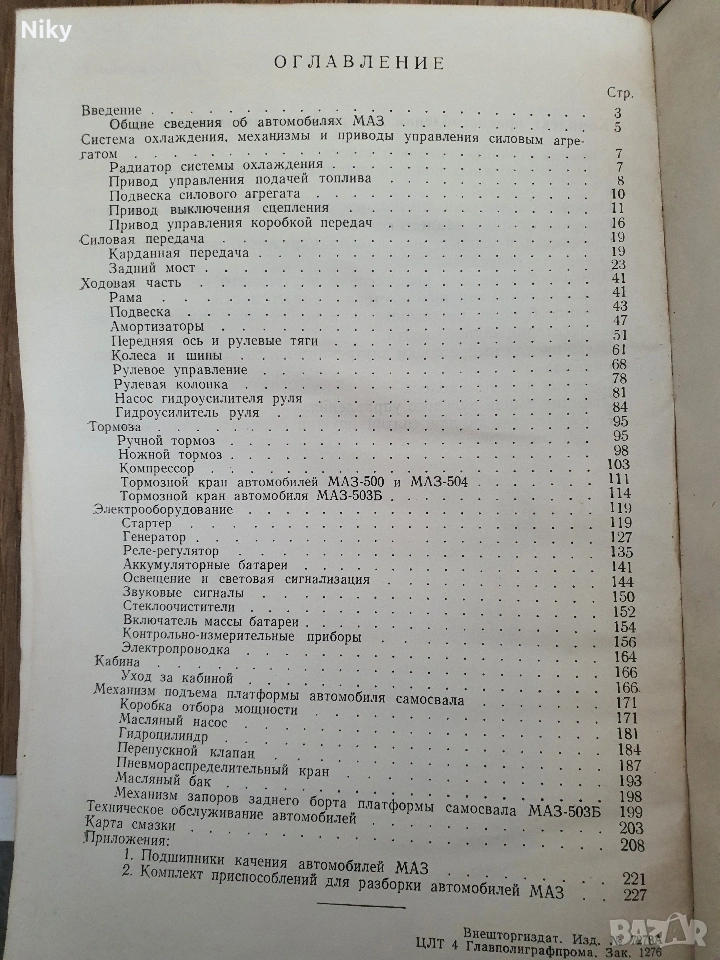 Niky
ОГЛАВЛЕНИЕ
Стр.
Введение 3
Общие сведения об автомобилях МАЗ 5
Система охлаждения, механизмы и приводы управления силовым агре-
гатом 7
Радиатор системы охлаждения 7
Привод управления подачей топлива 8
Подвеска силового агрегата 10
Привод выключения сцепления 11
Привод управления коробкой передач 16
Силовая передача 19
Карданная передача 19
Задний мост 23
Ходовая часть 41
Рама 41
Подвеска 43
Амортизаторы 47
Передняя ось и рулевые тяги 51
Колеса и шины 61
Рулевое управление 68
Рулевая колонка 78
Насос гидроусилителя руля 81
Гидроусилитель руля 84
Тормоза 95
Ручной тормоз 95
Ножной тормоз 98
Компрессор 103
Тормозной кран автомобилей МАЗ-500 и МАЗ-504 111
Тормозной кран автомобиля МАЗ-503Б 114
Электрооборудование 119
Стартер 119
Генератор 127
Реле-регулятор 135
Аккумуляторные батареи 141
Освещение и световая сигнализация 144
Звуковые сигналы 150
Стеклоочистители 152
Включатель массы батареи 154
Контрольно-измерительные приборы 156
Электропроводка 164
Кабина 166
Уход за кабиной 166
Механизм подъема платформы автомобиля самосвала 171
Коробка отбора мощности 171
Масляный насос 181
Гидроцилиндр 184
Перепускной клапан 187
Пневмораспределительный кран 193
Масляный бак 198
Механизм запоров заднего борта платформы самосвала МАЗ-503Б 199
Техническое обслуживание автомобилей 203
Карта смазки 208
Приложения:
1. Подшипники качения автомобилей МАЗ 221
2. Комплект приспособлений для разборки автомобилей МАЗ 227
Внешторгиздат. Изд. №
ЦЛТ 4 Главполиграфпрома. Зак. 1276
BAZAR